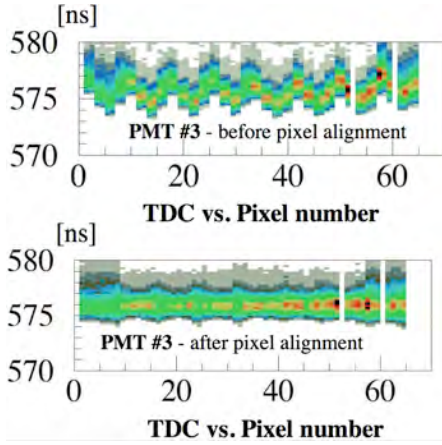 [ns]
580
575
570
PMT #3 - before pixel alignment
0 20 40 60
TDC vs. Pixel number
[ns]
580
575
570
PMT #3 - after pixel alignment
0 20 40 60
TDC vs. Pixel number